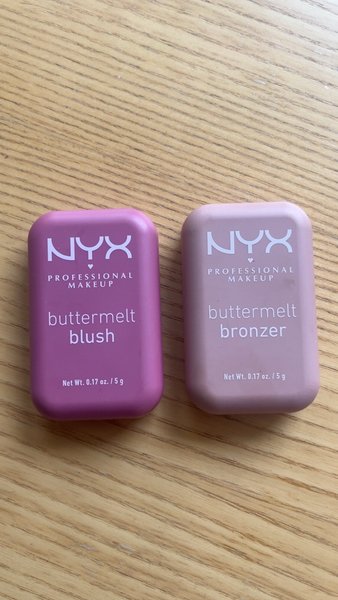 NYX
PROFESSIONAL
MAKEUP
buttermelt
blush
Net Wt. 0.17 oz. / 5 g
NYX
PROFESSIONAL
MAKEUP
buttermelt
bronzer
Net Wt. 0.17 oz. / 5 g